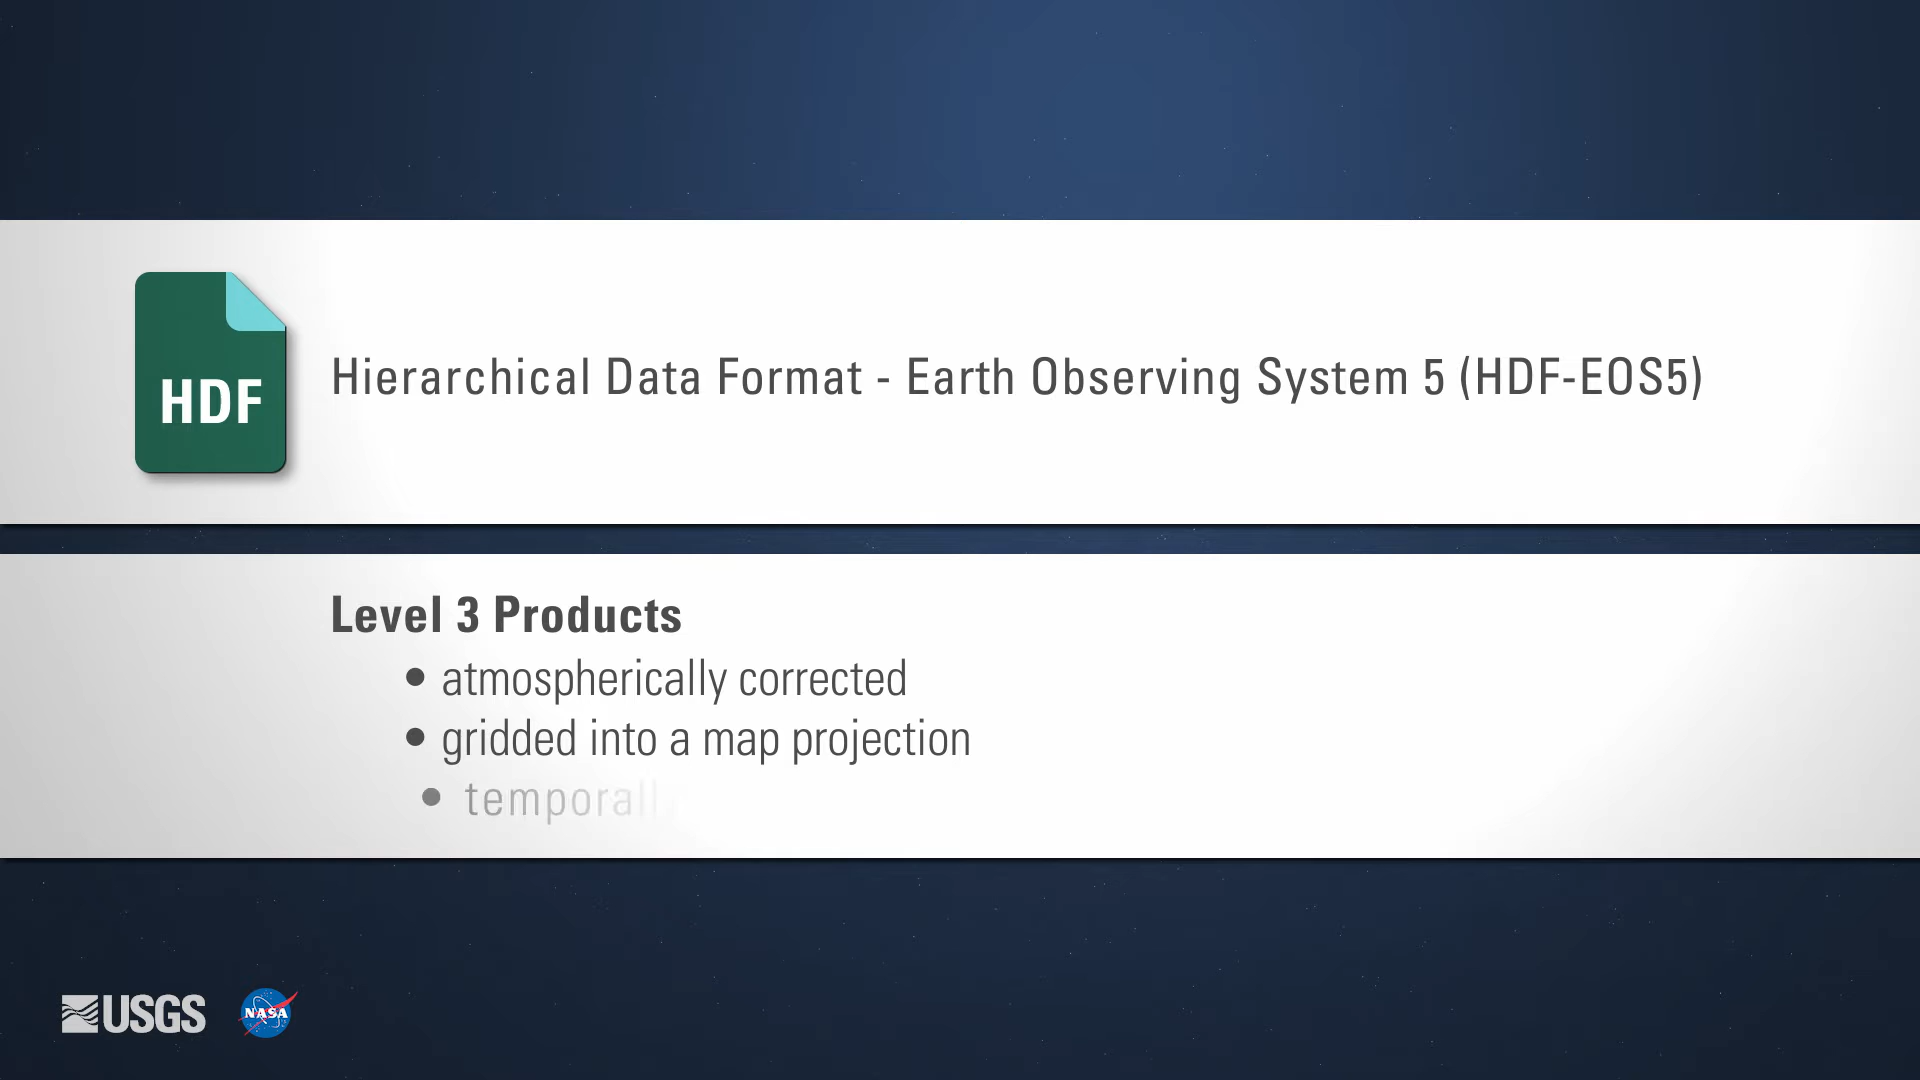 HDF
Hierarchical Data Format - Earth Observing System 5 (HDF-EOS5)
Level 3 Products
• atmospherically corrected
• gridded into a map projection
• temporal
USGS
NASA